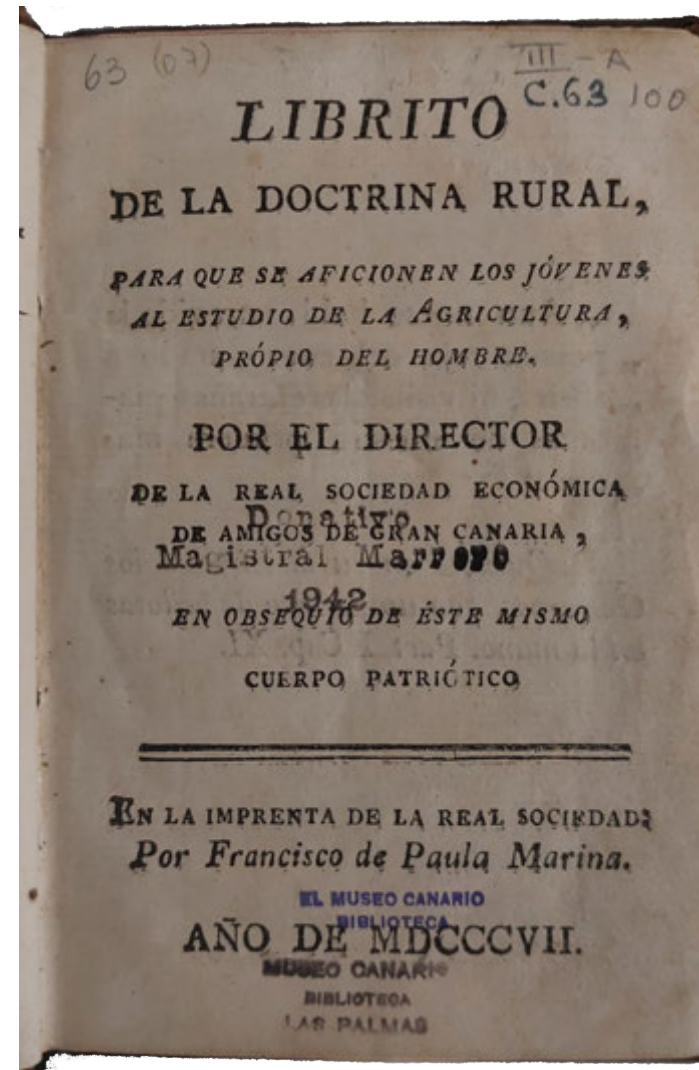 63 (07)
III - A
C.63 100
LIBRITO
DE LA DOCTRINA RURAL,
PARA QUE SE AFICIONEN LOS JÓVENES
AL ESTUDIO DE LA AGRICULTURA,
PRÓPIO DEL HOMBRE.
POR EL DIRECTOR
DE LA REAL SOCIEDAD ECONÓMICA
Donativo
DE AMIGOS DE GRAN CANARIA,
Magistral Marrero
1942
EN OBSEQUIO DE ÉSTE MISMO
CUERPO PATRIÓTICO
EN LA IMPRENTA DE LA REAL SOCIEDAD:
Por Francisco de Paula Marina.
EL MUSEO CANARIO
BIBLIOTECA
AÑO DE MDCCCVII.
MUSEO CANARIO
BIBLIOTECA
LAS PALMAS